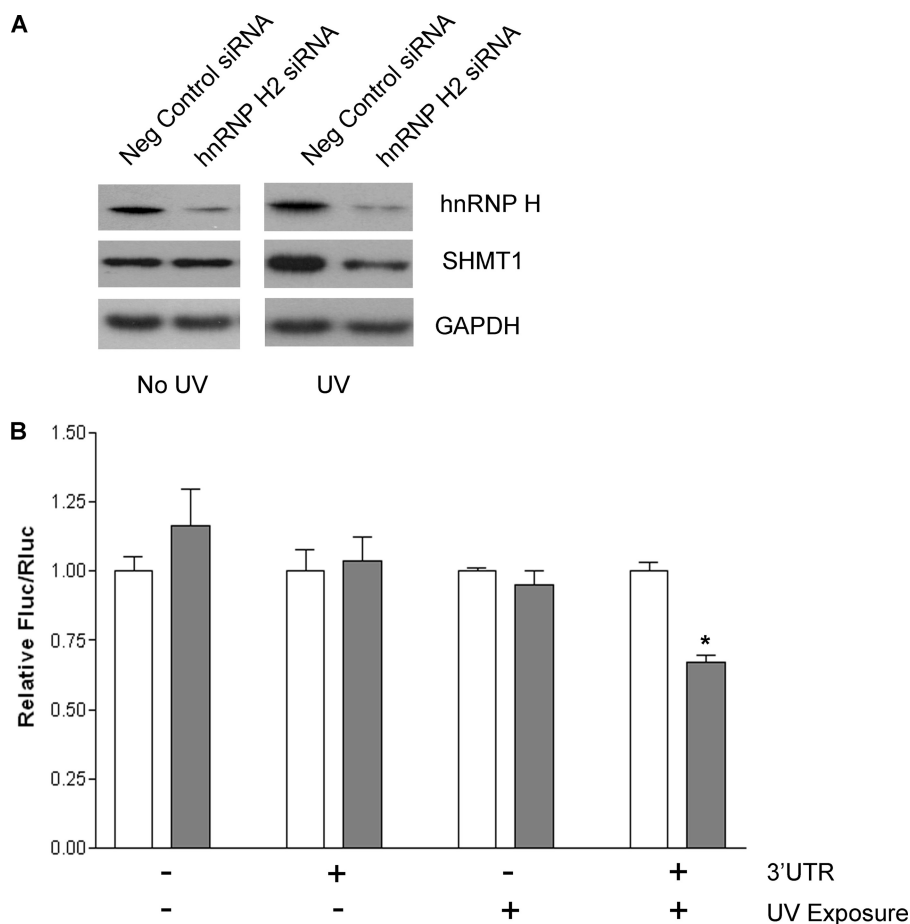 A
Neg Control siRNA
hnRNP H2 siRNA
Neg Control siRNA
hnRNP H2 siRNA
hnRNP H
SHMT1
GAPDH
No UV
UV
B
Relative Fluc/Rluc
1.50
1.25
1.00
0.75
0.50
0.25
0.00
*
- + - + 3'UTR
- - + + UV Exposure